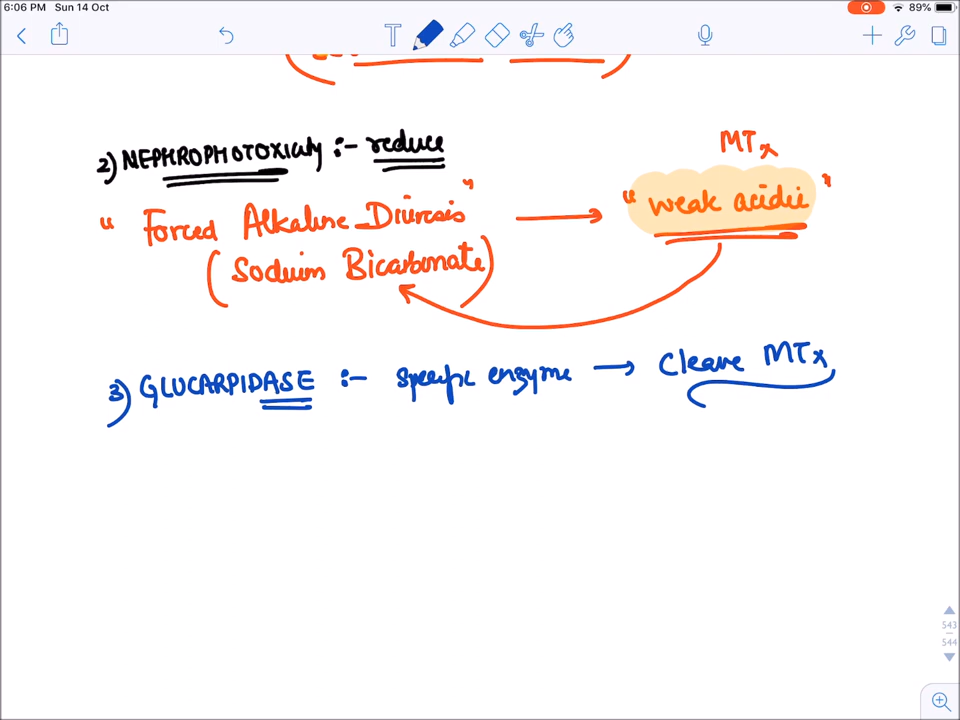 6:06 PM Sun 14 Oct
89%
T
2) NEPHROPHOTOXICITY :- reduce
MTx
" Forced Alkaline Diuresis " → " weak acidic "
( Sodium Bicarbonate )
3) GLUCARPIDASE :- specific enzyme → Cleave MTx
543
544